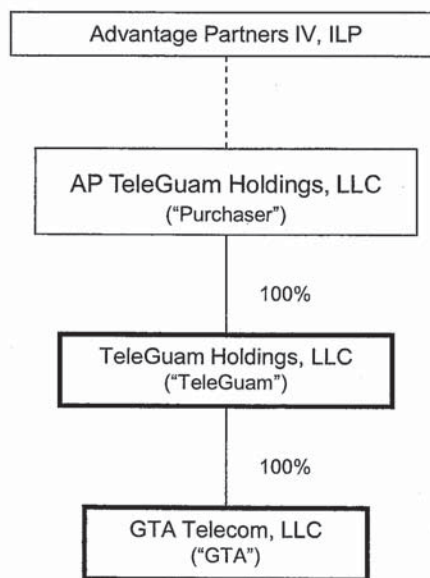 Advantage Partners IV, ILP
AP TeleGuam Holdings, LLC
("Purchaser")
100%
TeleGuam Holdings, LLC
("TeleGuam")
100%
GTA Telecom, LLC
("GTA")